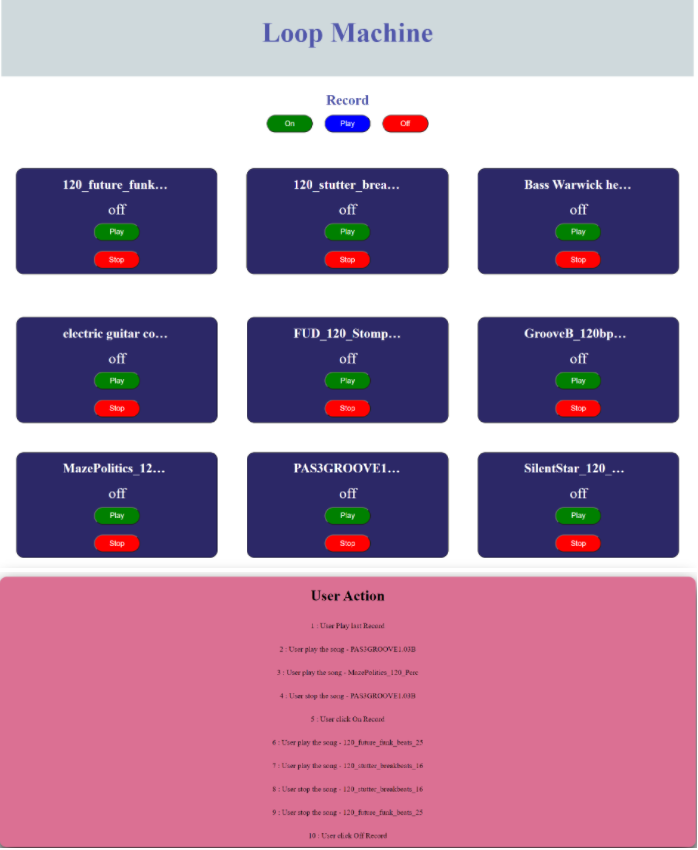 Loop Machine
Record
On Play Off
120_future_funk... 120_stutter_brea... Bass Warwick he...
off off off
Play Play Play
Stop Stop Stop
electric guitar co... FUD_120_Stomp... GrooveB_120bp...
off off off
Play Play Play
Stop Stop Stop
MazePolitics_12... PAS3GROOVE1... SilentStar_120_...
off off off
Play Play Play
Stop Stop Stop
User Action
1 : User Play last Record
2 : User play the song - PAS3GROOVE1.03B
3 : User play the song - MazePolitics_120_Perc
4 : User stop the song - PAS3GROOVE1.03B
5 : User click On Record
6 : User play the song - 120_future_funk_beats_25
7 : User play the song - 120_stutter_breakbeats_16
8 : User stop the song - 120_stutter_breakbeats_16
9 : User stop the song - 120_future_funk_beats_25
10 : User click Off Record